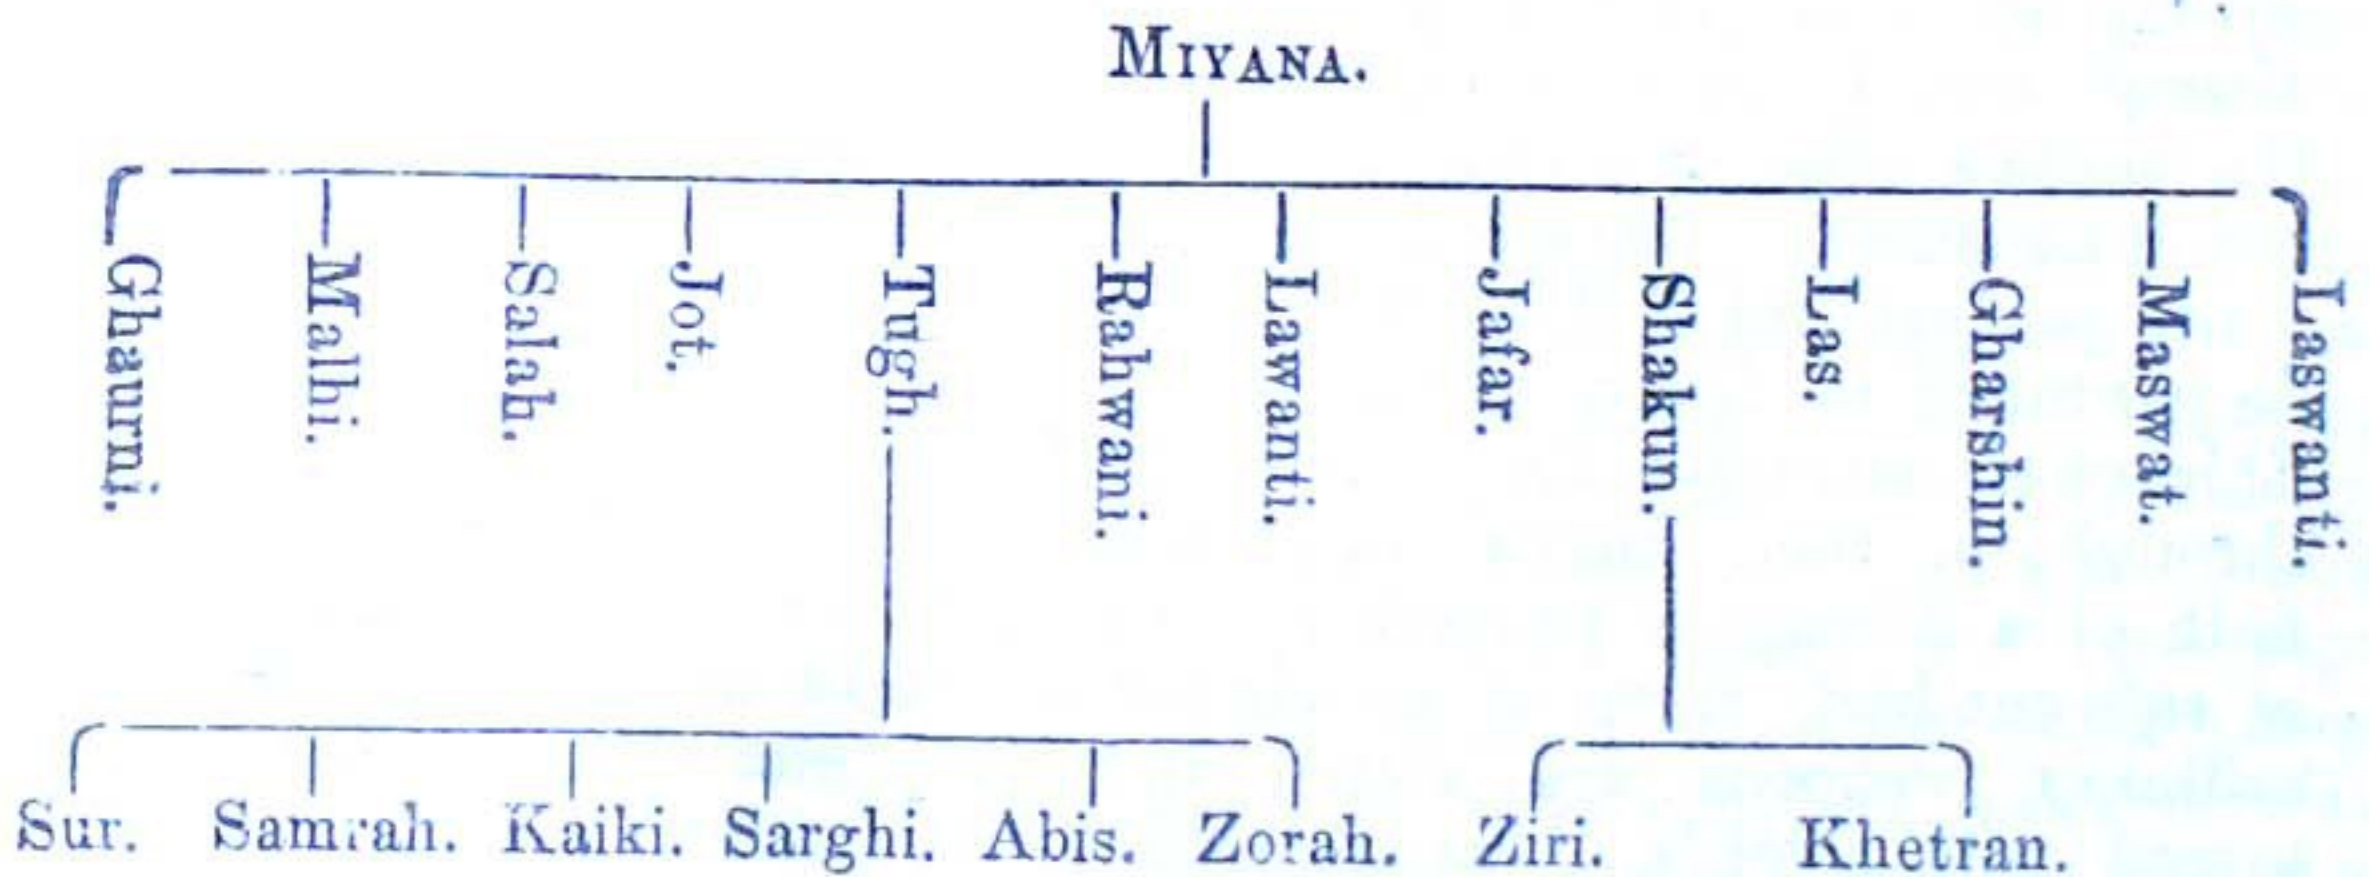 MIYANA.
Ghaurni. Malhi. Salah. Jot. Tugh. Rahwani. Lawanti. Jafar. Shakun. Las. Gharshin. Maswat. Laswanti.
Sur. Samrah. Kaiki. Sarghi. Abis. Zorah. Ziri. Khetran.